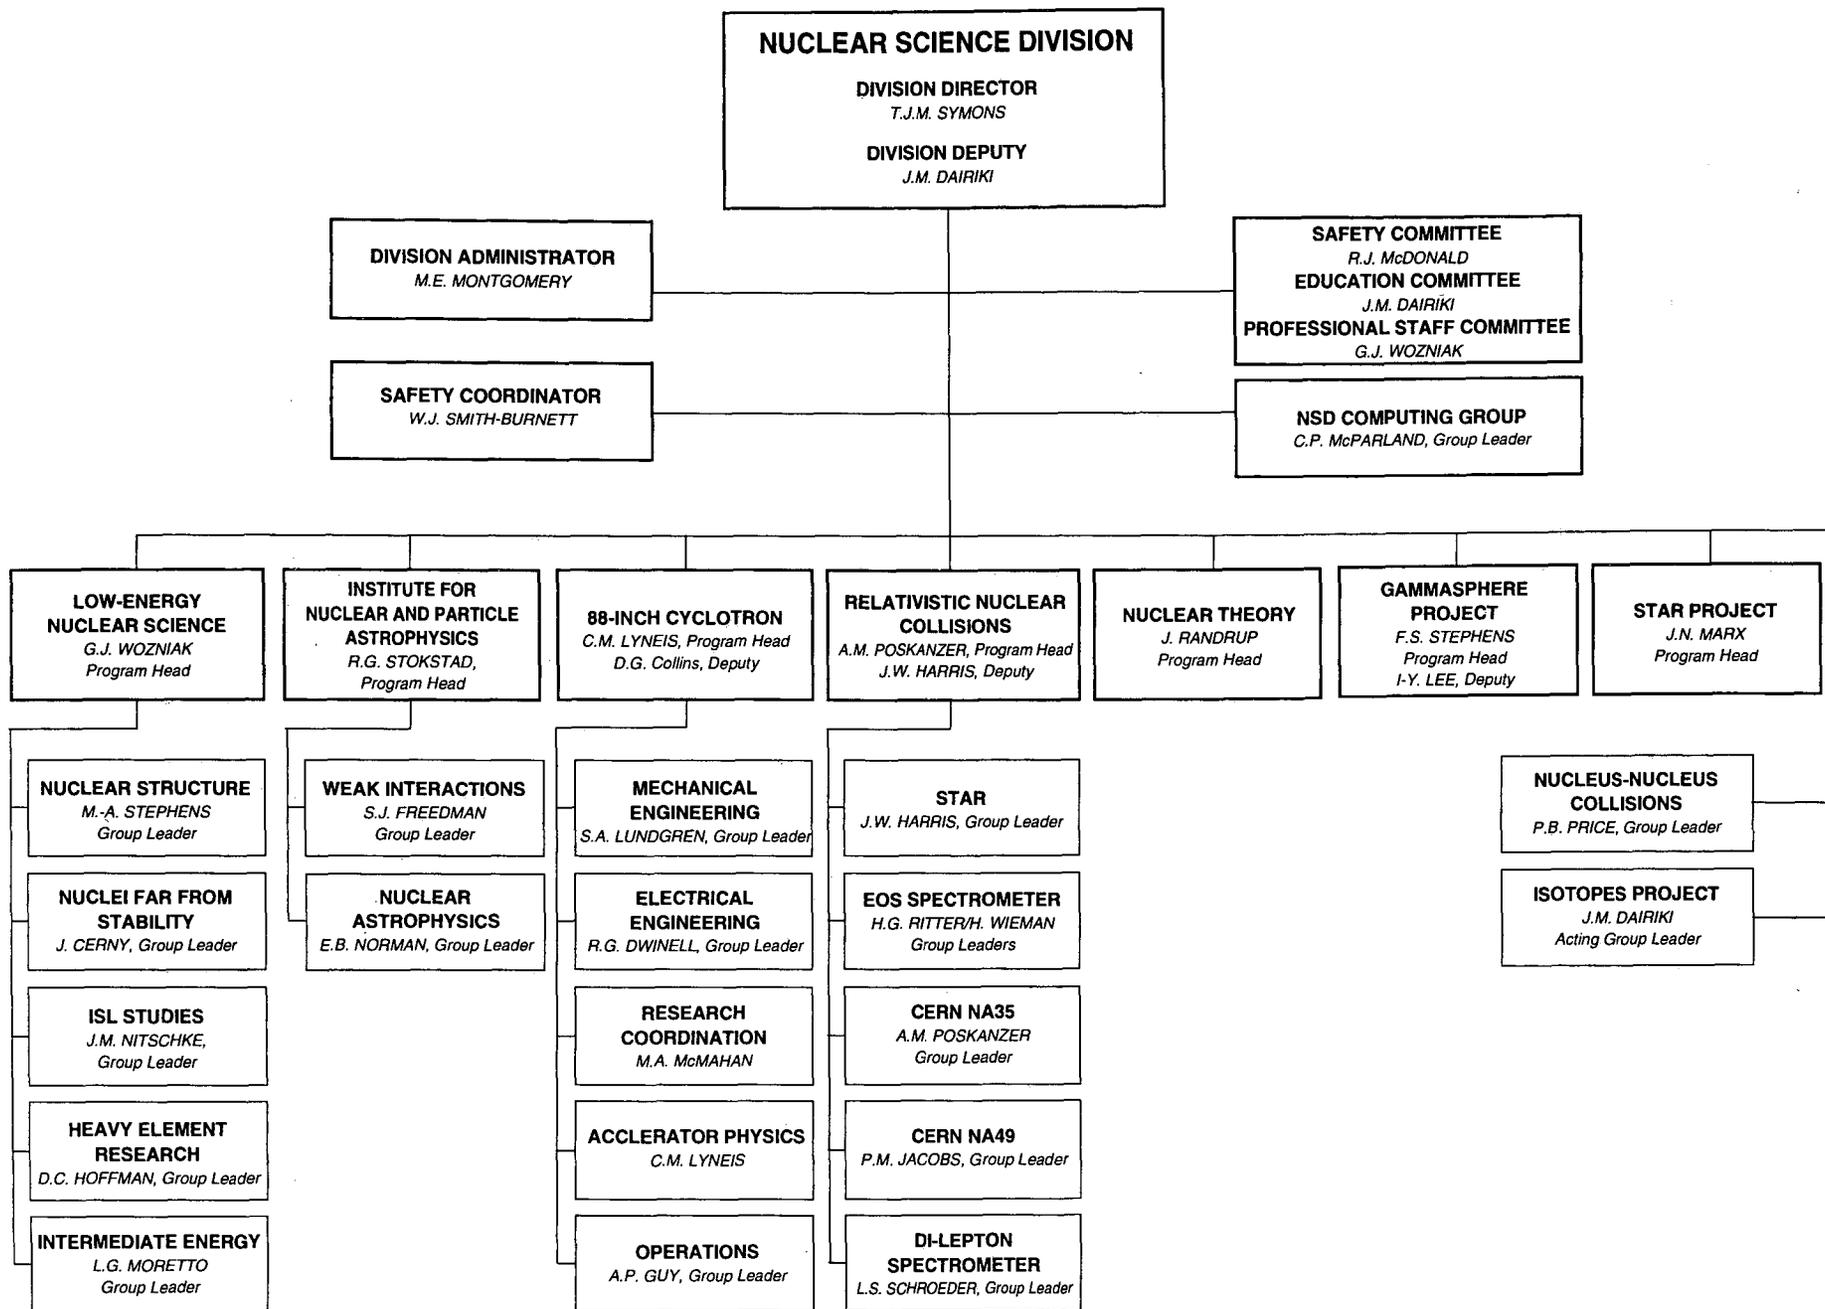 NUCLEAR SCIENCE DIVISION
DIVISION DIRECTOR
T.J.M. SYMONS
DIVISION DEPUTY
J.M. DAIRIKI
DIVISION ADMINISTRATOR
M.E. MONTGOMERY
SAFETY COMMITTEE
R.J. McDONALD
EDUCATION COMMITTEE
J.M. DAIRIKI
PROFESSIONAL STAFF COMMITTEE
G.J. WOZNIAK
SAFETY COORDINATOR
W.J. SMITH-BURNETT
NSD COMPUTING GROUP
C.P. McPARLAND, Group Leader
LOW-ENERGY
NUCLEAR SCIENCE
G.J. WOZNIAK
Program Head
INSTITUTE FOR
NUCLEAR AND PARTICLE
ASTROPHYSICS
R.G. STOKSTAD,
Program Head
88-INCH CYCLOTRON
C.M. LYNEIS, Program Head
D.G. Collins, Deputy
RELATIVISTIC NUCLEAR
COLLISIONS
A.M. POSKANZER, Program Head
J.W. HARRIS, Deputy
NUCLEAR THEORY
J. RANDRUP
Program Head
GAMMASPHERE
PROJECT
F.S. STEPHENS
Program Head
I-Y. LEE, Deputy
STAR PROJECT
J.N. MARX
Program Head
NUCLEAR STRUCTURE
M.-A. STEPHENS
Group Leader
NUCLEI FAR FROM
STABILITY
J. CERNY, Group Leader
ISL STUDIES
J.M. NITSCHKE,
Group Leader
HEAVY ELEMENT
RESEARCH
D.C. HOFFMAN, Group Leader
INTERMEDIATE ENERGY
L.G. MORETTO
Group Leader
WEAK INTERACTIONS
S.J. FREEDMAN
Group Leader
NUCLEAR
ASTROPHYSICS
E.B. NORMAN, Group Leader
MECHANICAL
ENGINEERING
S.A. LUNDGREN, Group Leader
ELECTRICAL
ENGINEERING
R.G. DWINELL, Group Leader
RESEARCH
COORDINATION
M.A. McMAHAN
ACCLERATOR PHYSICS
C.M. LYNEIS
OPERATIONS
A.P. GUY, Group Leader
STAR
J.W. HARRIS, Group Leader
EOS SPECTROMETER
H.G. RITTER/H. WIEMAN
Group Leaders
CERN NA35
A.M. POSKANZER
Group Leader
CERN NA49
P.M. JACOBS, Group Leader
DI-LEPTON
SPECTROMETER
L.S. SCHROEDER, Group Leader
NUCLEUS-NUCLEUS
COLLISIONS
P.B. PRICE, Group Leader
ISOTOPES PROJECT
J.M. DAIRIKI
Acting Group Leader